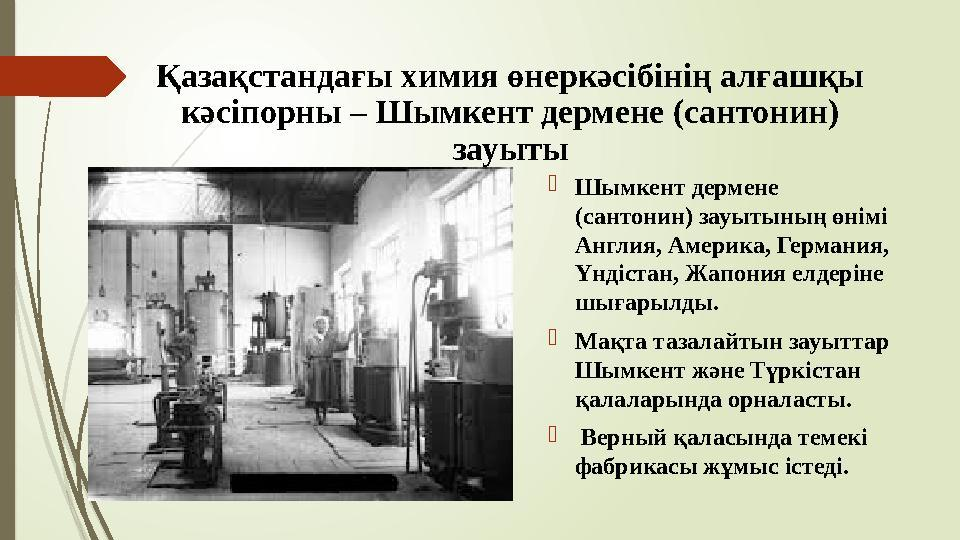 Қазақстандағы химия өнеркәсібінің алғашқы
кәсіпорны – Шымкент дермене (сантонин)
зауыты
Шымкент дермене
(сантонин) зауытының өнімі
Англия, Америка, Германия,
Үндістан, Жапония елдеріне
шығарылды.
Мақта тазалайтын зауыттар
Шымкент және Түркістан
қалаларында орналасты.
Верный қаласында темекі
фабрикасы жұмыс істеді.